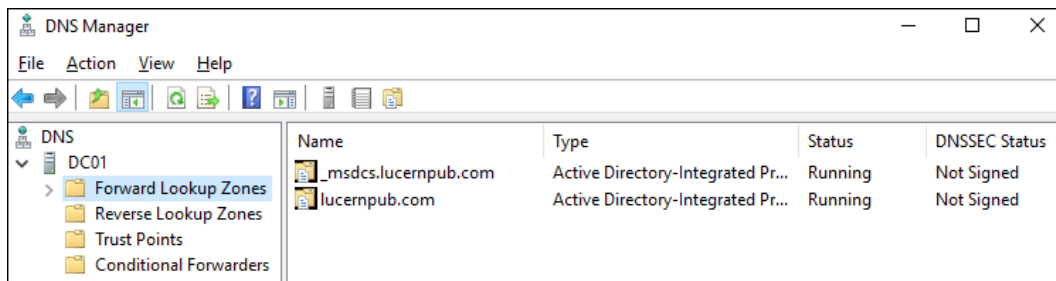 DNS Manager
File Action View Help
DNS
DC01
Forward Lookup Zones
Reverse Lookup Zones
Trust Points
Conditional Forwarders
Name Type Status DNSSEC Status
_msdcs.lucernpub.com Active Directory-Integrated Pr... Running Not Signed
lucernpub.com Active Directory-Integrated Pr... Running Not Signed